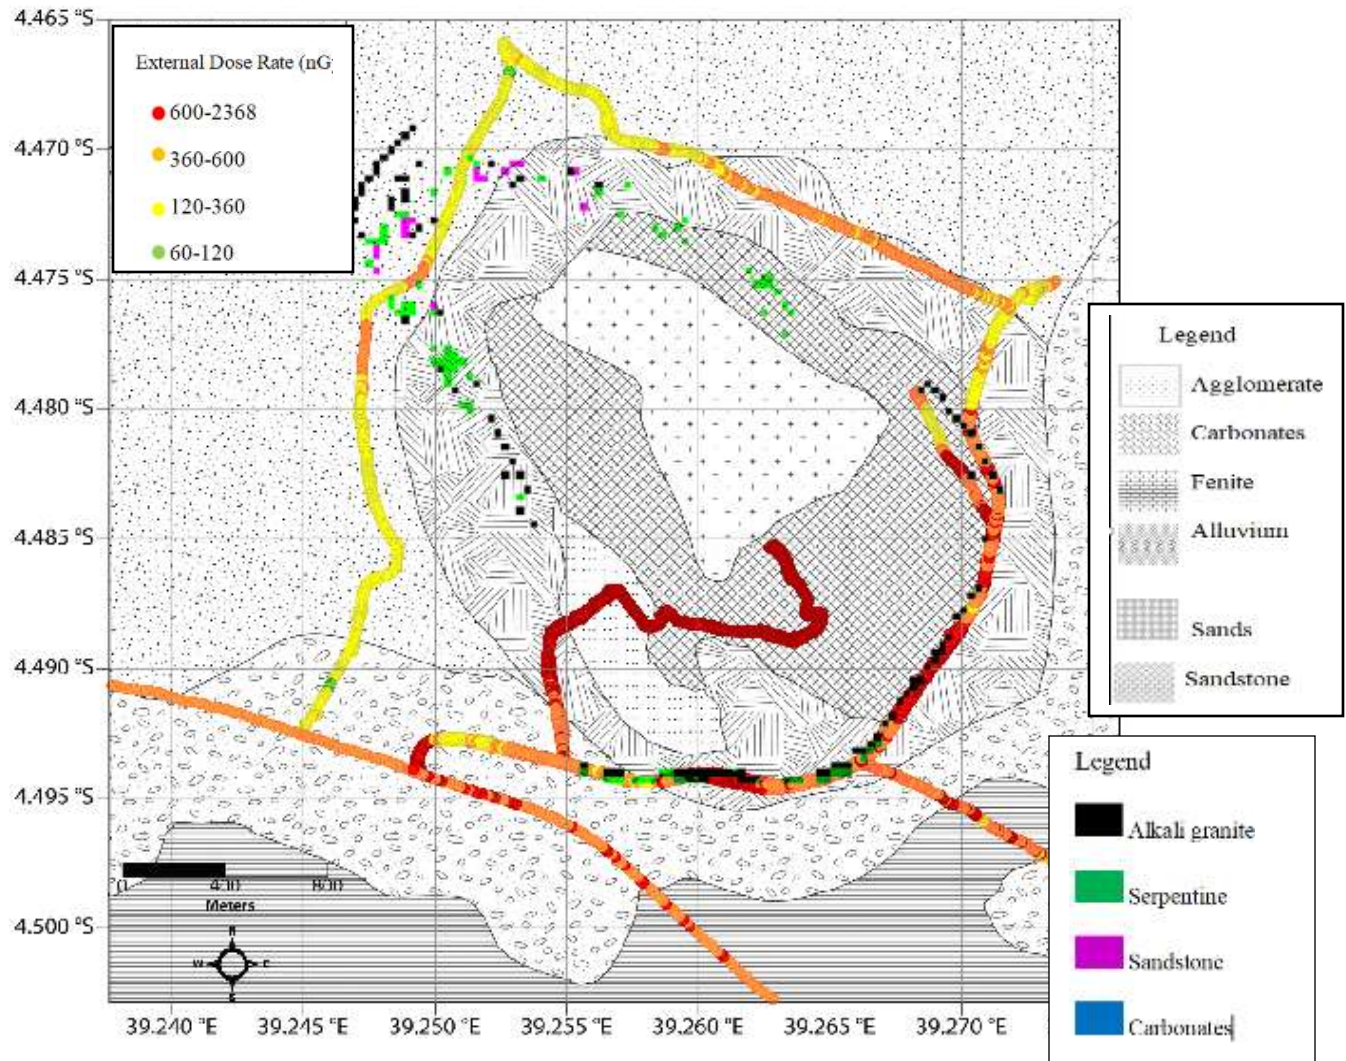 4.465 °S
4.470 °S
4.475 °S
4.480 °S
4.485 °S
4.490 °S
4.495 °S
4.500 °S
External Dose Rate (nG
600-2368
360-600
120-360
60-120
Legend
Agglomerate
Carbonates
Fenite
Alluvium
Sands
Sandstone
Legend
Alkali granite
Serpentine
Sandstone
Carbonates
0 400 800
Meters
N
W E
S
39.240 °E 39.245 °E 39.250 °E 39.255 °E 39.260 °E 39.265 °E 39.270 °E